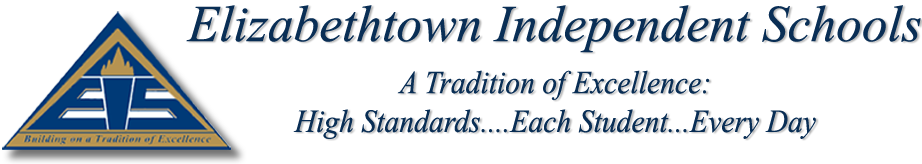 Elizabethtown Independent Schools
A Tradition of Excellence:
High Standards....Each Student...Every Day
EIS
Building on a Tradition of Excellence